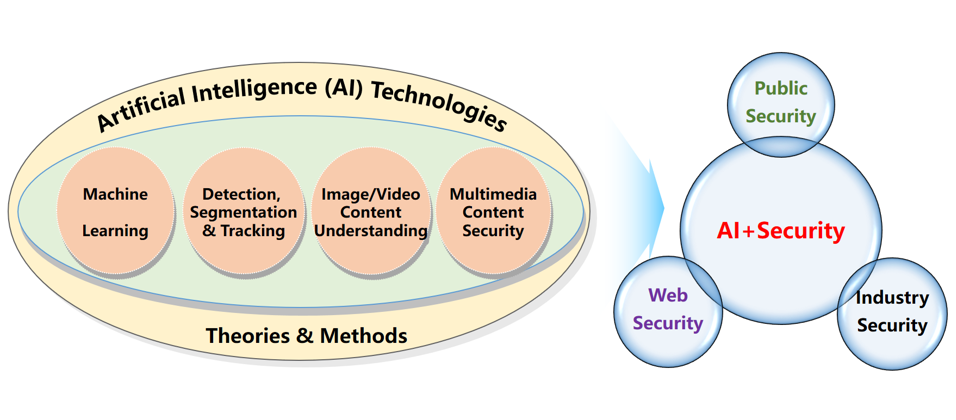 Artificial Intelligence (AI) Technologies
Machine
Learning
Detection,
Segmentation
& Tracking
Image/Video
Content
Understanding
Multimedia
Content
Security
Theories & Methods
Public
Security
AI+Security
Web
Security
Industry
Security